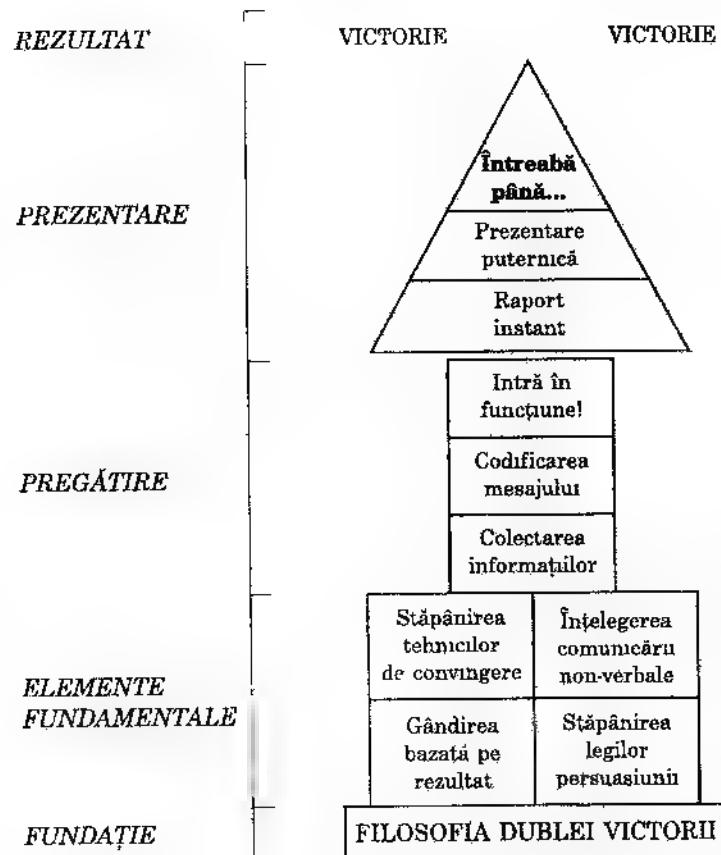 REZULTAT
VICTORIE VICTORIE
PREZENTARE
Întreabă
până...
Prezentare
puternică
Raport
instant
PREGĂTIRE
Intră în
funcțiune!
Codificarea
mesajului
Colectarea
informațiilor
ELEMENTE
FUNDAMENTALE
Stăpânirea
tehnicilor
de convingere
Înțelegerea
comunicării
non-verbale
Gândirea
bazată pe
rezultat
Stăpânirea
legilor
persuasiunii
FUNDAȚIE
FILOSOFIA DUBLEI VICTORII